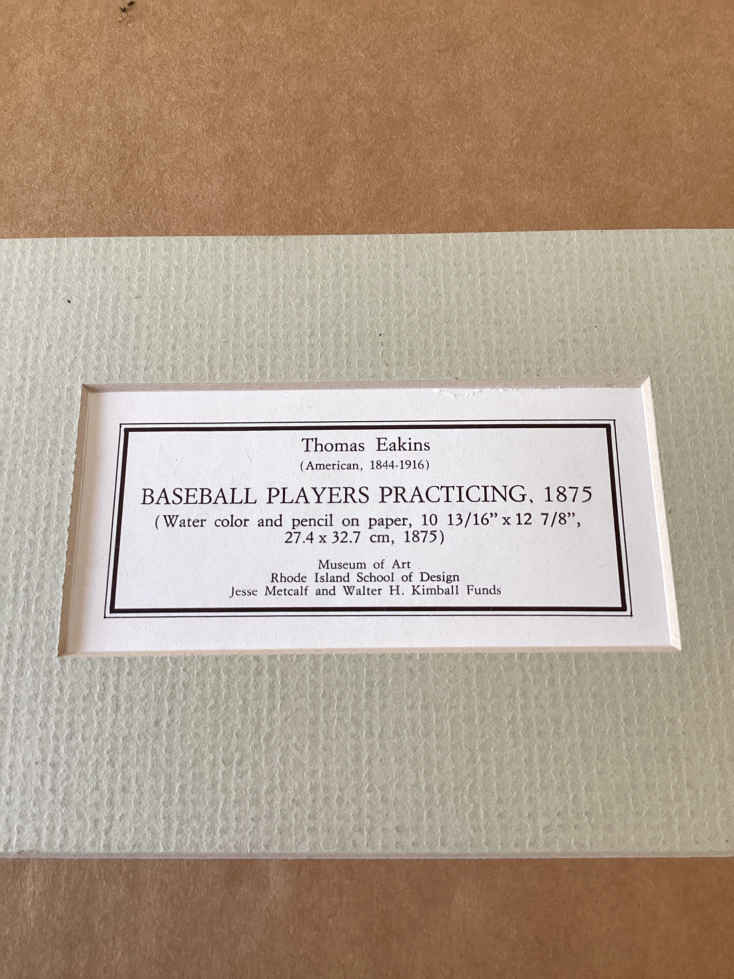 Thomas Eakins
(American, 1844-1916)
BASEBALL PLAYERS PRACTICING, 1875
(Water color and pencil on paper, 10 13/16” x 12 7/8”,
27.4 x 32.7 cm, 1875)
Museum of Art
Rhode Island School of Design
Jesse Metcalf and Walter H. Kimball Funds